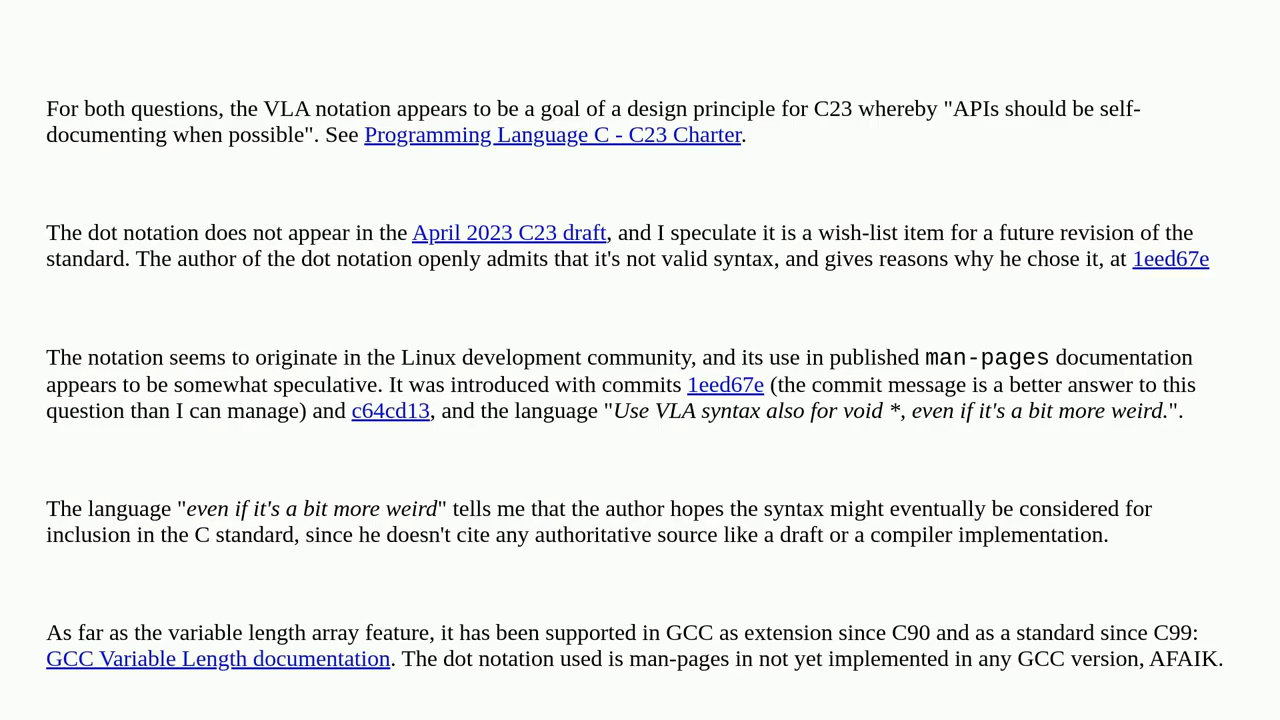 For both questions, the VLA notation appears to be a goal of a design principle for C23 whereby "APIs should be self-
documenting when possible". See Programming Language C - C23 Charter.
The dot notation does not appear in the April 2023 C23 draft, and I speculate it is a wish-list item for a future revision of the
standard. The author of the dot notation openly admits that it's not valid syntax, and gives reasons why he chose it, at 1eed67e
The notation seems to originate in the Linux development community, and its use in published man-pages documentation
appears to be somewhat speculative. It was introduced with commits 1eed67e (the commit message is a better answer to this
question than I can manage) and c64cd13, and the language "Use VLA syntax also for void *, even if it's a bit more weird.".
The language "even if it's a bit more weird" tells me that the author hopes the syntax might eventually be considered for
inclusion in the C standard, since he doesn't cite any authoritative source like a draft or a compiler implementation.
As far as the variable length array feature, it has been supported in GCC as extension since C90 and as a standard since C99:
GCC Variable Length documentation. The dot notation used is man-pages in not yet implemented in any GCC version, AFAIK.